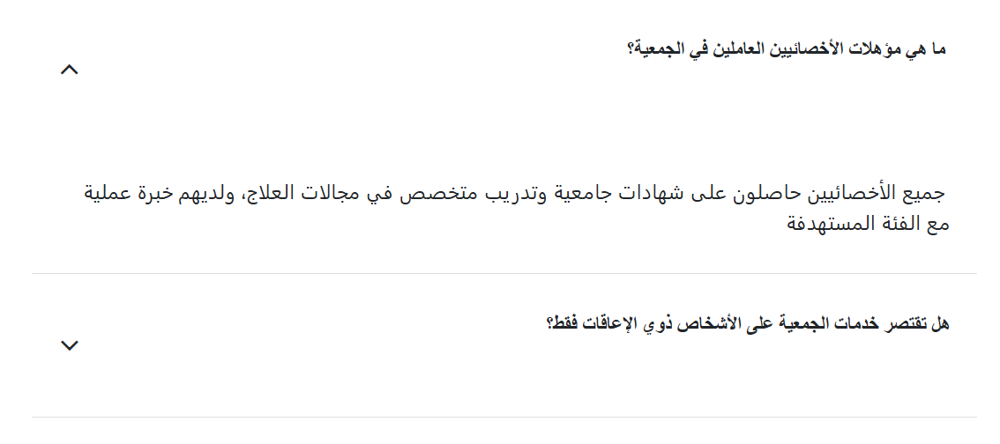 ما هي مؤهلات الأخصائيين العاملين في الجمعية؟
جميع الأخصائيين حاصلون على شهادات جامعية وتدريب متخصص في مجالات العلاج، ولديهم خبرة عملية
مع الفئة المستهدفة
هل تقتصر خدمات الجمعية على الأشخاص ذوي الإعاقات فقط؟